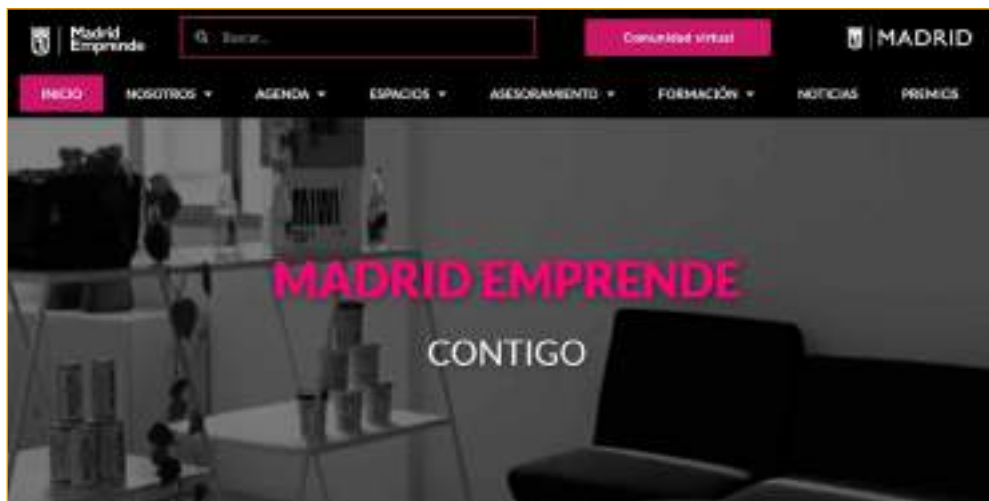 Madrid
Emprende
Buscar...
Comunidad virtual
MADRID
INICIO
NOSOTROS
AGENDA
ESPACIOS
ASESORAMIENTO
FORMACIÓN
NOTICIAS
PREMIOS
MADRID EMPRENDE
CONTIGO